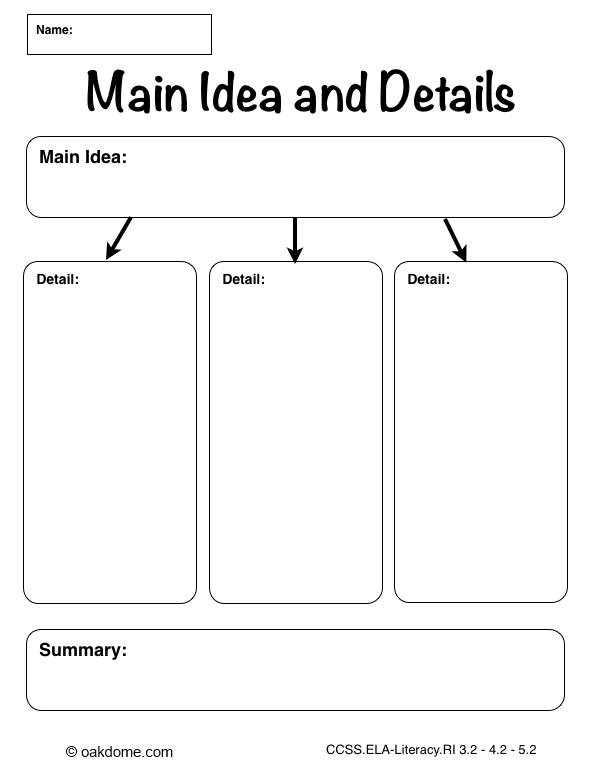 Name:
Main Idea and Details
Main Idea:
Detail:
Detail:
Detail:
Summary:
© oakdome.com
CCSS.ELA-Literacy.RI 3.2 - 4.2 - 5.2